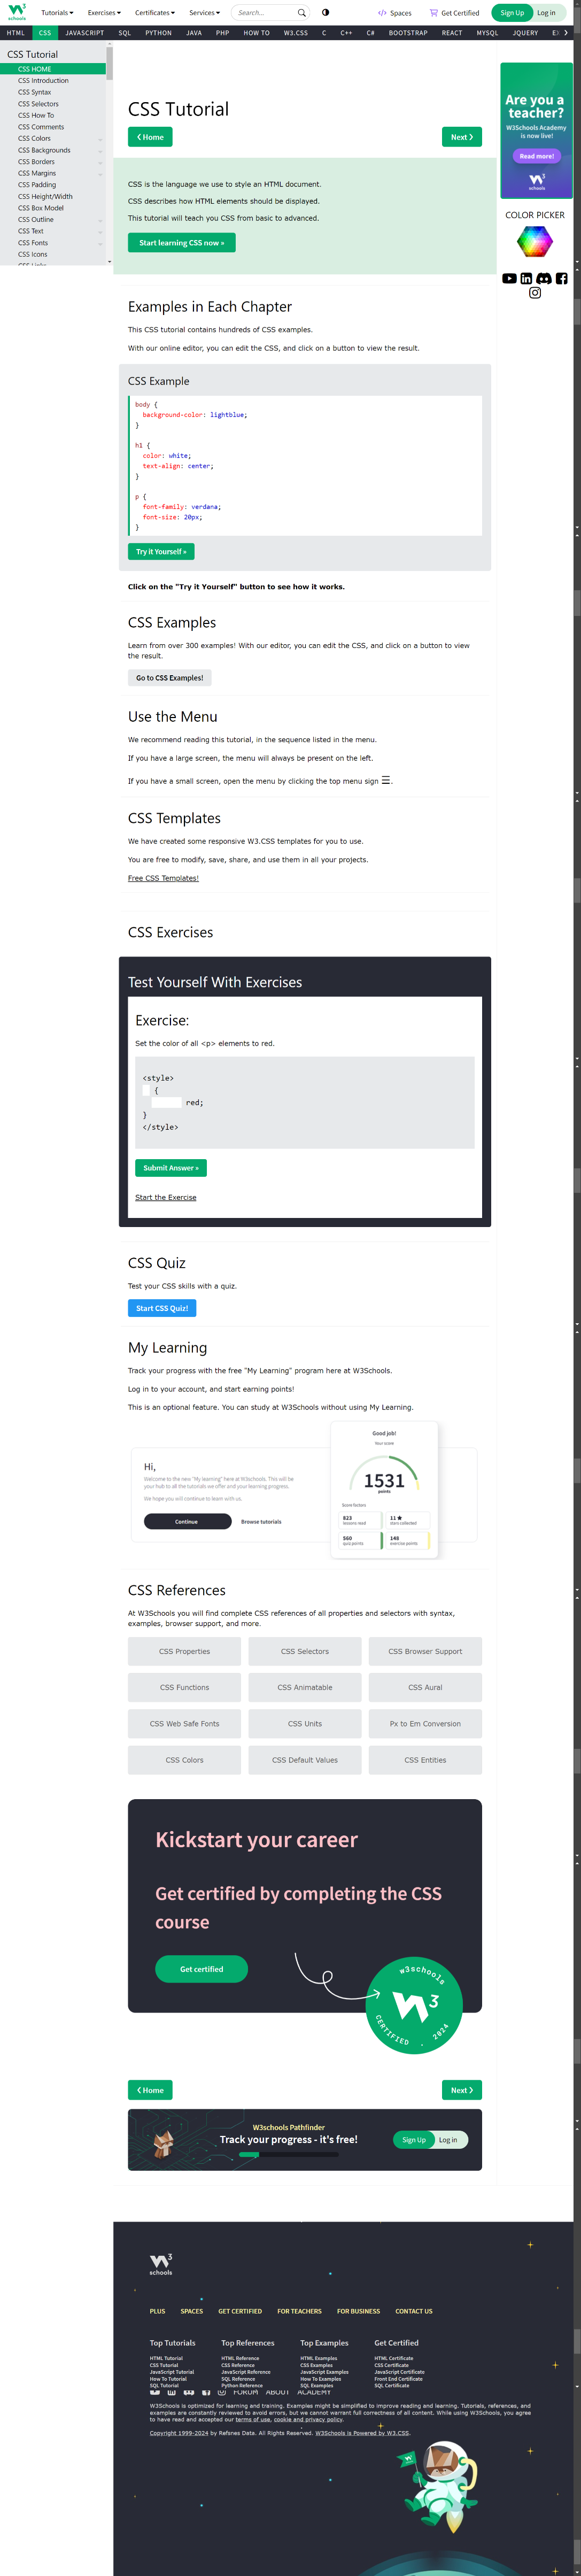 W3 schools
Tutorials Exercises Certificates Services Search... Spaces Get Certified Sign Up Log in
HTML CSS JAVASCRIPT SQL PYTHON JAVA PHP HOW TO W3.CSS C C++ C# BOOTSTRAP REACT MYSQL JQUERY
CSS Tutorial
CSS HOME
CSS Introduction
CSS Syntax
CSS Selectors
CSS How To
CSS Comments
CSS Colors
CSS Backgrounds
CSS Borders
CSS Margins
CSS Padding
CSS Height/Width
CSS Box Model
CSS Outline
CSS Text
CSS Fonts
CSS Icons
CSS Links
CSS Tutorial
❮ Home Next ❯
CSS is the language we use to style an HTML document.
CSS describes how HTML elements should be displayed.
This tutorial will teach you CSS from basic to advanced.
Start learning CSS now »
Are you a
teacher?
W3Schools Academy
is now live!
Read more!
W3
schools
COLOR PICKER
Examples in Each Chapter
This CSS tutorial contains hundreds of CSS examples.
With our online editor, you can edit the CSS, and click on a button to view the result.
CSS Example
body {
background-color: lightblue;
}
h1 {
color: white;
text-align: center;
}
p {
font-family: verdana;
font-size: 20px;
}
Try it Yourself »
Click on the "Try it Yourself" button to see how it works.
CSS Examples
Learn from over 300 examples! With our editor, you can edit the CSS, and click on a button to view
the result.
Go to CSS Examples!
Use the Menu
We recommend reading this tutorial, in the sequence listed in the menu.
If you have a large screen, the menu will always be present on the left.
If you have a small screen, open the menu by clicking the top menu sign ☰.
CSS Templates
We have created some responsive W3.CSS templates for you to use.
You are free to modify, save, share, and use them in all your projects.
Free CSS Templates!
CSS Exercises
Test Yourself With Exercises
Exercise:
Set the color of all <p> elements to red.
<style>
{
red;
}
</style>
Submit Answer »
Start the Exercise
CSS Quiz
Test your CSS skills with a quiz.
Start CSS Quiz!
My Learning
Track your progress with the free "My Learning" program here at W3Schools.
Log in to your account, and start earning points!
This is an optional feature. You can study at W3Schools without using My Learning.
Hi,
Welcome to the new "My learning" here at W3schools. This will
be your hub to all the tutorials we offer and your learning progress.
We hope you will continue to learn with us.
Continue Browse tutorials
Good job!
Your score
1531
points
Score factors
823
lessons read
11 ★
stars collected
560
quiz points
148
exercise points
CSS References
At W3Schools you will find complete CSS references of all properties and selectors with syntax,
examples, browser support, and more.
CSS Properties CSS Selectors CSS Browser Support
CSS Functions CSS Animatable CSS Aural
CSS Web Safe Fonts CSS Units Px to Em Conversion
CSS Colors CSS Default Values CSS Entities
Kickstart your career
Get certified by completing the CSS
course
Get certified
w3schools
W3
CERTIFIED . 2024
❮ Home Next ❯
W3schools Pathfinder
Track your progress - it's free!
Sign Up Log in
W3
schools
PLUS SPACES GET CERTIFIED FOR TEACHERS FOR BUSINESS CONTACT US
Top Tutorials Top References Top Examples Get Certified
HTML Tutorial HTML Reference HTML Examples HTML Certificate
CSS Tutorial CSS Reference CSS Examples CSS Certificate
JavaScript Tutorial JavaScript Reference JavaScript Examples JavaScript Certificate
How To Tutorial SQL Reference How To Examples Front End Certificate
SQL Tutorial Python Reference SQL Examples SQL Certificate
FORUM ABOUT ACADEMY
W3Schools is optimized for learning and training. Examples might be simplified to improve reading and learning. Tutorials, references, and
examples are constantly reviewed to avoid errors, but we cannot warrant full correctness of all content. While using W3Schools, you agree
to have read and accepted our terms of use, cookie and privacy policy.
Copyright 1999-2024 by Refsnes Data. All Rights Reserved. W3Schools is Powered by W3.CSS.